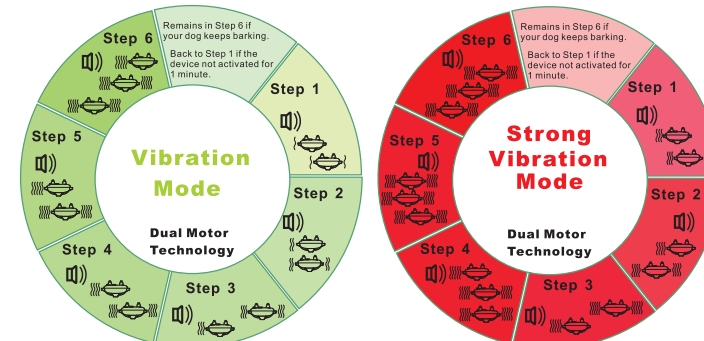 Remains in Step 6 if
your dog keeps barking.
Back to Step 1 if the
device not activated for
1 minute.
Step 1
Step 2
Step 3
Step 4
Step 5
Step 6
Vibration
Mode
Dual Motor
Technology
Remains in Step 6 if
your dog keeps barking.
Back to Step 1 if the
device not activated for
1 minute.
Step 1
Step 2
Step 3
Step 4
Step 5
Step 6
Strong
Vibration
Mode
Dual Motor
Technology